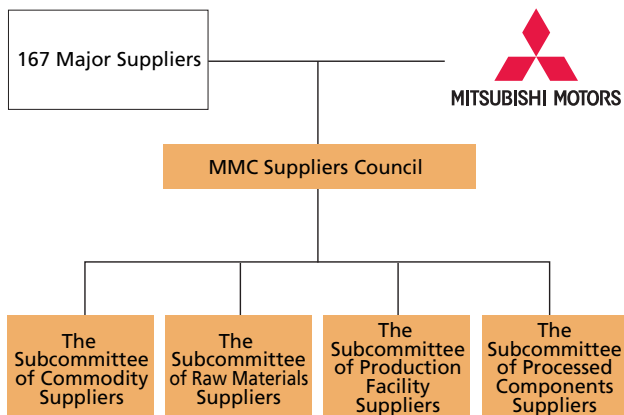 167 Major Suppliers
MITSUBISHI MOTORS
MMC Suppliers Council
The
Subcommittee
of Commodity
Suppliers
The
Subcommittee
of Raw Materials
Suppliers
The
Subcommittee
of Production
Facility
Suppliers
The
Subcommittee
of Processed
Components
Suppliers